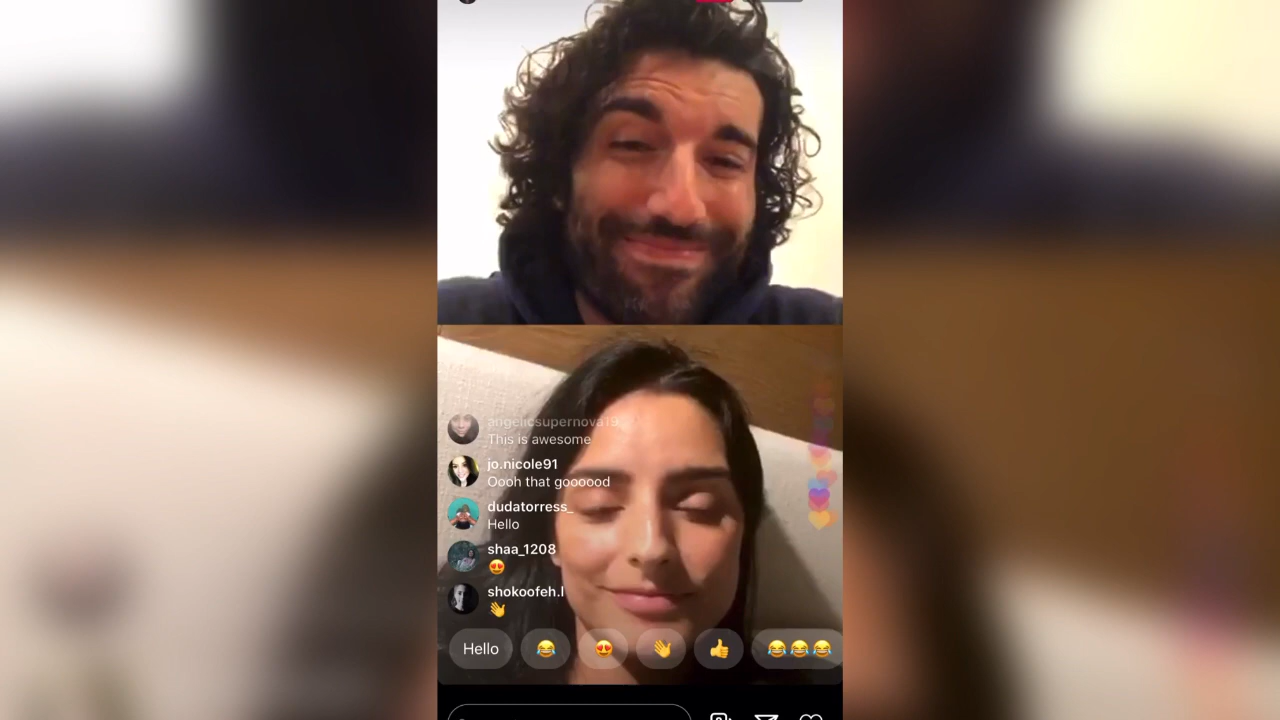 angelicsupernova19
This is awesome
jo.nicole91
Oooh that goooood
dudatorress_
Hello
shaa_1208
😍
shokoofeh.l
👋
Hello 😂 😍 👋 👍 😂😂😂